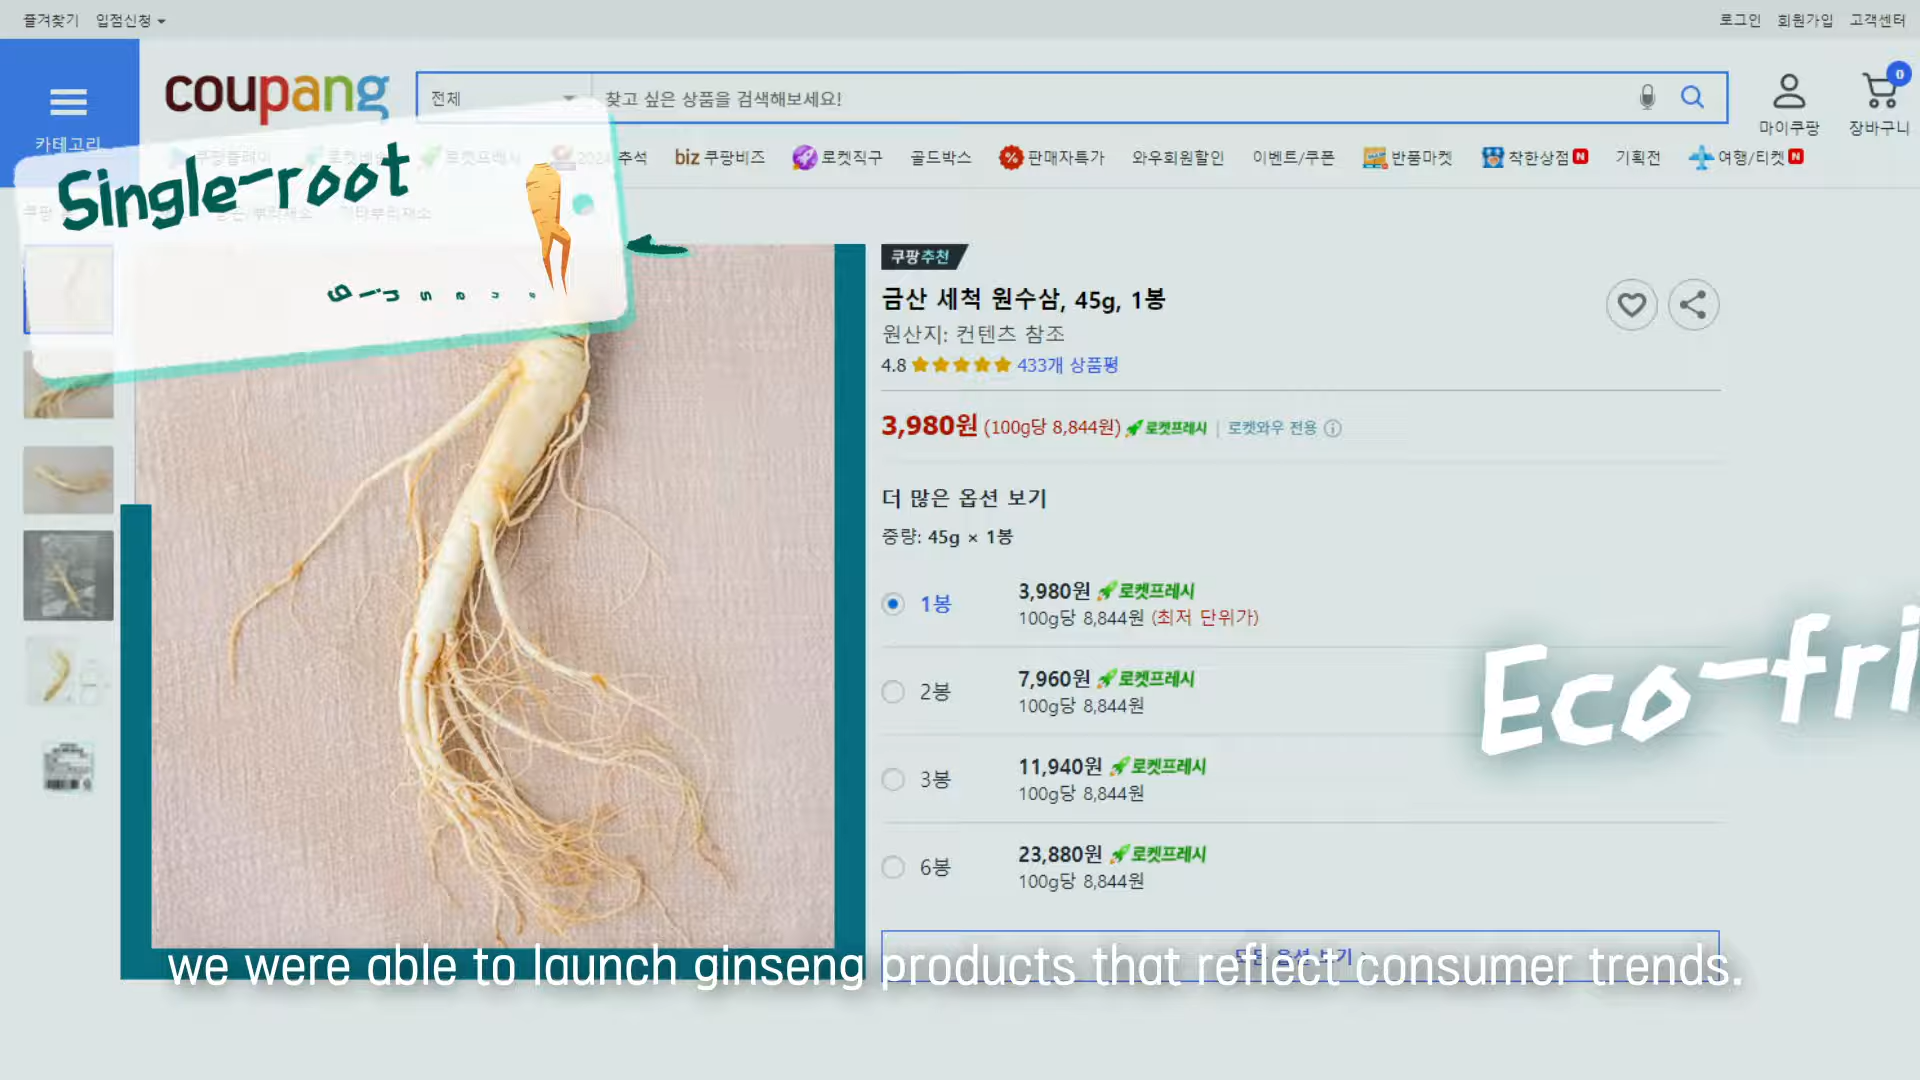 즐겨찾기 입점신청
로그인 회원가입 고객센터
coupang
전체
찾고 싶은 상품을 검색해보세요!
마이쿠팡
장바구니
0
카테고리
추석
biz 쿠팡비즈
로켓직구
골드박스
판매자특가
와우회원할인
이벤트/쿠폰
반품마켓
착한상점 N
기획전
여행/티켓 N
Single-root
ginseng
쿠팡추천
금산 세척 원수삼, 45g, 1봉
원산지: 컨텐츠 참조
4.8 433개 상품평
3,980원 (100g당 8,844원) 로켓프레시 | 로켓와우 전용
더 많은 옵션 보기
중량: 45g × 1봉
1봉
3,980원 로켓프레시
100g당 8,844원 (최저 단위가)
2봉
7,960원 로켓프레시
100g당 8,844원
3봉
11,940원 로켓프레시
100g당 8,844원
6봉
23,880원 로켓프레시
100g당 8,844원
Eco-fri
we were able to launch ginseng products that reflect consumer trends.